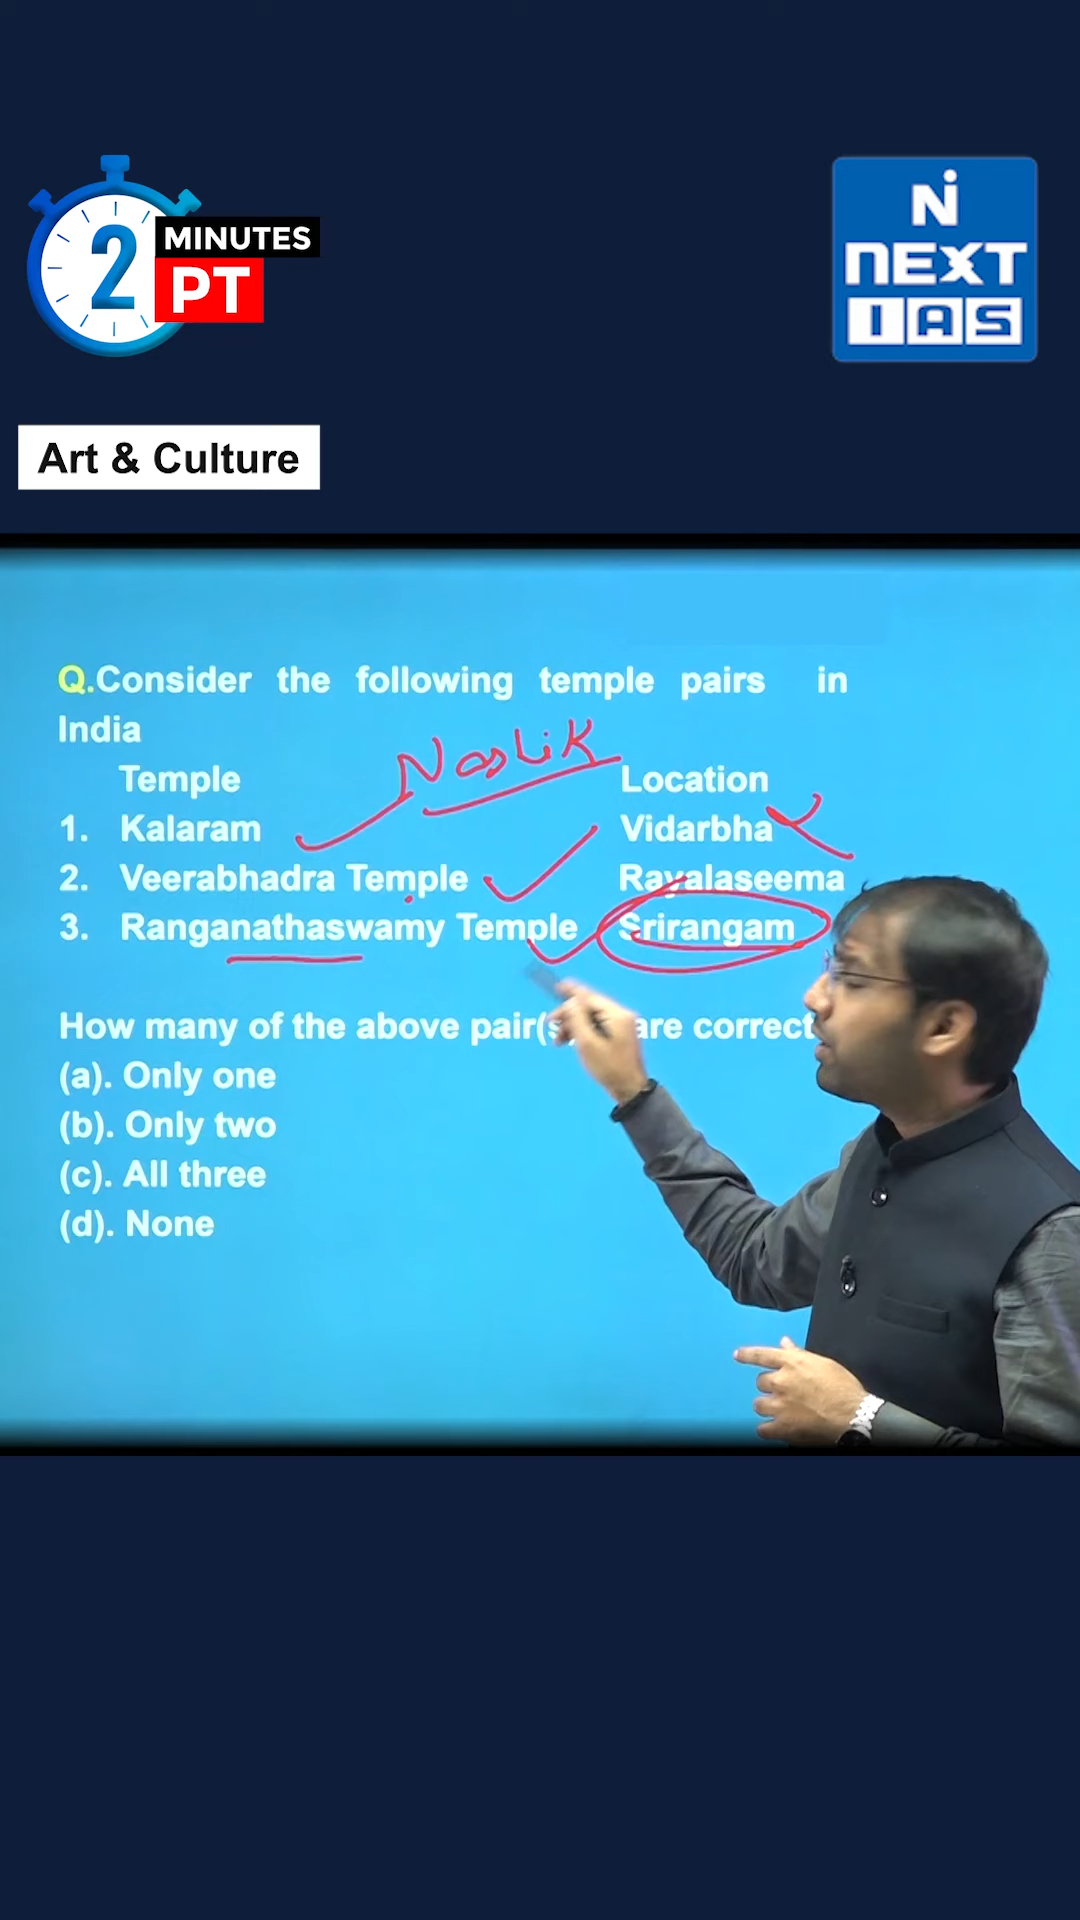 2
MINUTES
PT
N
NEXT
IAS
Art & Culture
Q.Consider the following temple pairs in
India
Nashik
Temple Location
1. Kalaram Vidarbha
2. Veerabhadra Temple Rayalaseema
3. Ranganathaswamy Temple Srirangam
How many of the above pair(s are correct
(a). Only one
(b). Only two
(c). All three
(d). None